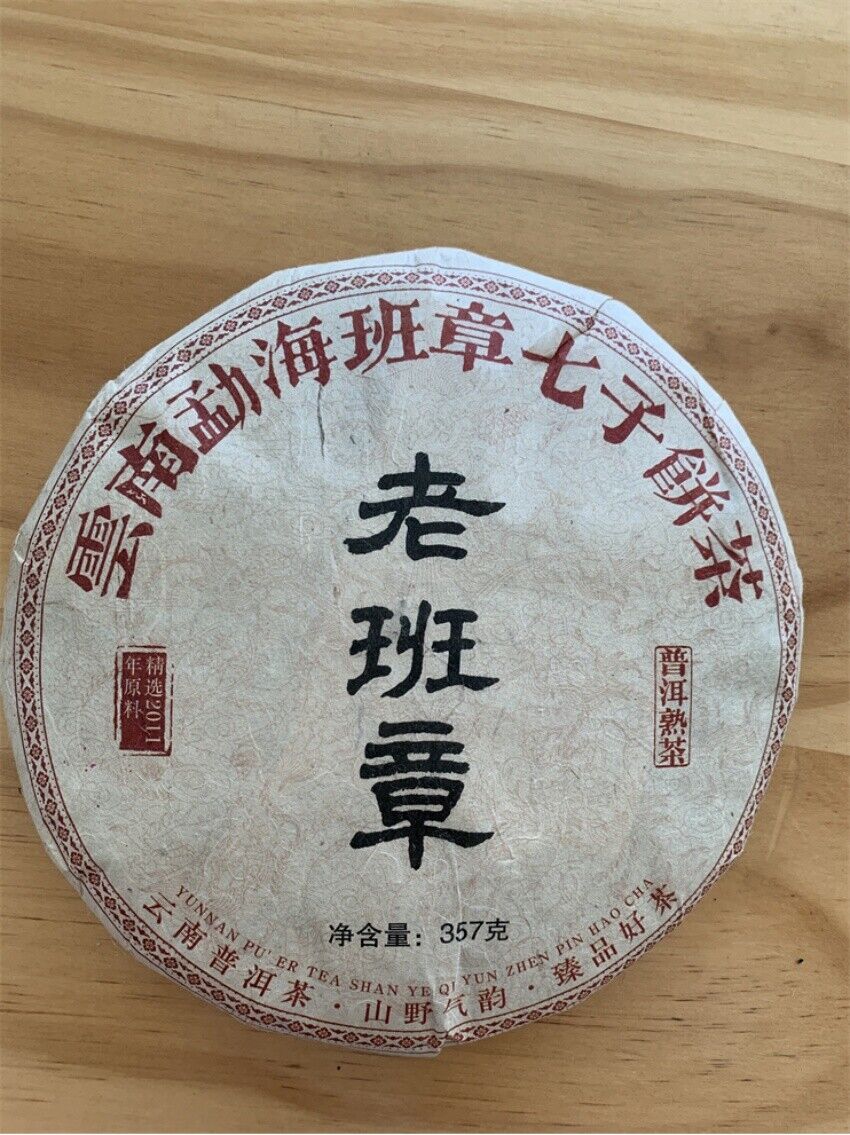 雲南勐海班章七子餅茶
老班章
精选2011
年原料
普洱熟茶
净含量：357克
YUNNAN PU' ER TEA SHAN YE QI YUN ZHEN PIN HAO CHA
云南普洱茶·山野气韵·臻品好茶